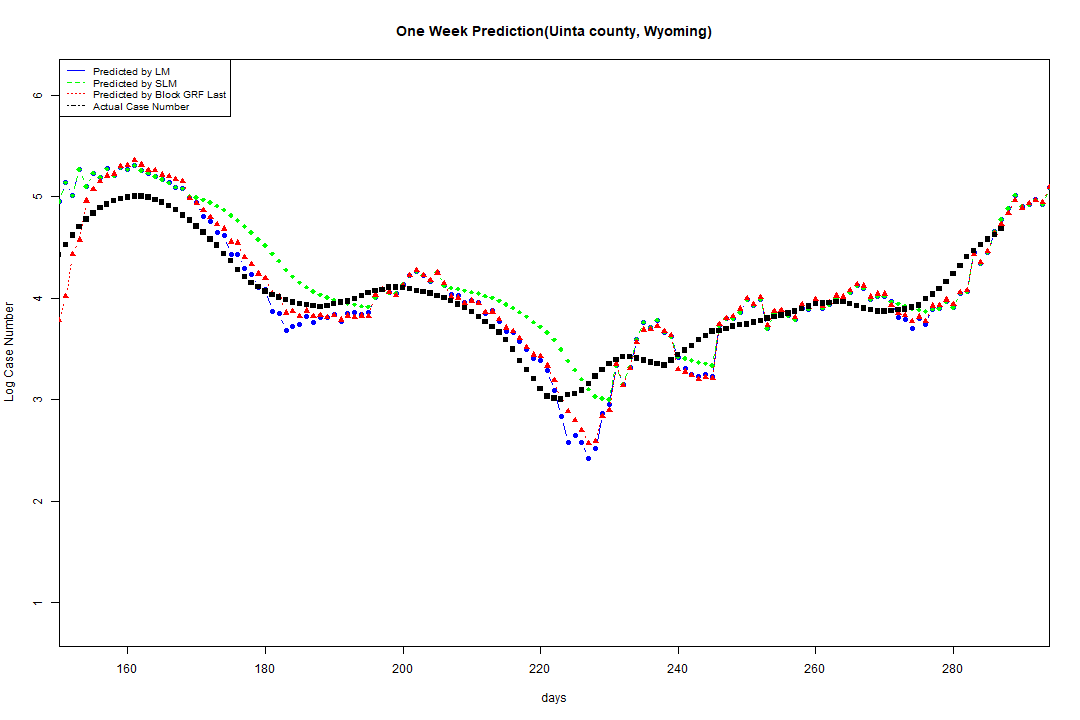 One Week Prediction(Uinta county, Wyoming)
Predicted by LM
Predicted by SLM
Predicted by Block GRF Last
Actual Case Number
6
5
4
3
2
1
Log Case Number
160
180
200
220
240
260
280
days